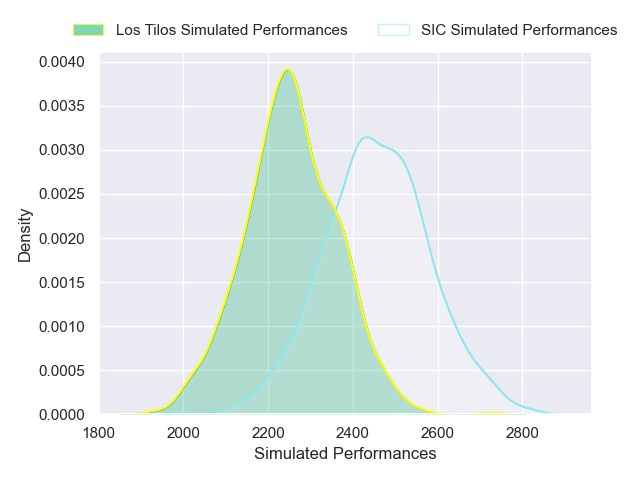 Los Tilos Simulated Performances
SIC Simulated Performances
0.0040
0.0035
0.0030
0.0025
0.0020
0.0015
0.0010
0.0005
0.0000
Density
1800 2000 2200 2400 2600 2800
Simulated Performances